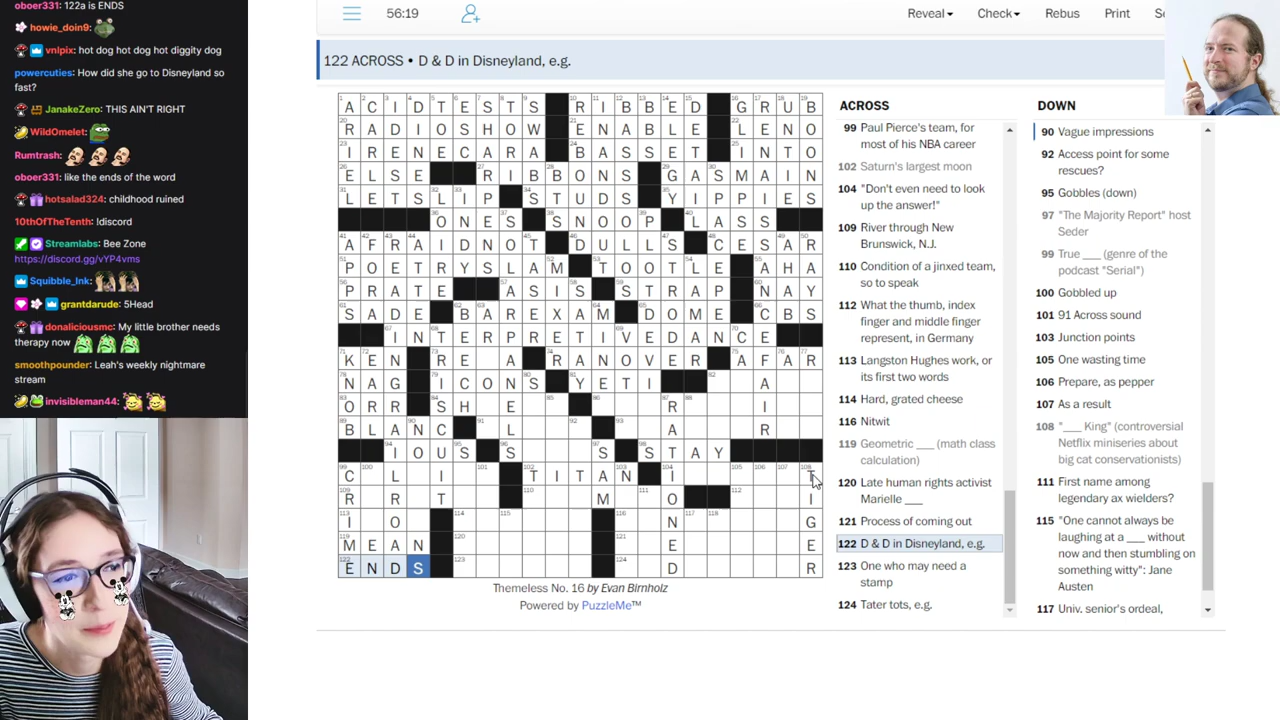 oboer331: 122a is ENDS
howie_doin9:
vnlpix: hot dog hot dog hot diggity dog
powercuties: How did she go to Disneyland so
fast?
JanakeZero: THIS AIN'T RIGHT
WildOmelet:
Rumtrash:
oboer331: like the ends of the word
hotsalad324: childhood ruined
10thOfTheTenth: !discord
Streamlabs: Bee Zone
https://discord.gg/vYP4vms
Squibble_Ink:
grantdarude: 5Head
donaliciousmc: My little brother needs
therapy now
smoothpounder: Leah's weekly nightmare
stream
invisibleman44:
56:19
Reveal
Check
Rebus
Print
122 ACROSS • D & D in Disneyland, e.g.
A C I D T E S T S R I B B E D G R U B
R A D I O S H O W E N A B L E L E N O
I R E N E C A R A B A S S E T I N T O
E L S E R I B B O N S G A S M A I N
L E T S L I P S T U D S Y I P P I E S
O N E S S N O O P L A S S
A F R A I D N O T D U L L S C E S A R
P O E T R Y S L A M T O O T L E A H A
P R A T E A S I S S T R A P N A Y
S A D E B A R E X A M D O M E C B S
I N T E R P R E T I V E D A N C E
K E N R E A R A N O V E R A F A R
N A G I C O N S Y E T I A
O R R S H E R I
B L A N C L A R
I O U S S S S T A Y
C L I T I T A N I T
R R T M O I
I O N G
M E A N E E
E N D S D R
Themeless No. 16 by Evan Birnholz
Powered by PuzzleMe™
ACROSS
99 Paul Pierce's team, for
most of his NBA career
102 Saturn's largest moon
104 "Don't even need to look
up the answer!"
109 River through New
Brunswick, N.J.
110 Condition of a jinxed team,
so to speak
112 What the thumb, index
finger and middle finger
represent, in Germany
113 Langston Hughes work, or
its first two words
114 Hard, grated cheese
116 Nitwit
119 Geometric ___ (math class
calculation)
120 Late human rights activist
Marielle ___
121 Process of coming out
122 D & D in Disneyland, e.g.
123 One who may need a
stamp
124 Tater tots, e.g.
DOWN
90 Vague impressions
92 Access point for some
rescues?
95 Gobbles (down)
97 "The Majority Report" host
Seder
99 True ___ (genre of the
podcast "Serial")
100 Gobbled up
101 91 Across sound
103 Junction points
105 One wasting time
106 Prepare, as pepper
107 As a result
108 "___ King" (controversial
Netflix miniseries about
big cat conservationists)
111 First name among
legendary ax wielders?
115 "One cannot always be
laughing at a ___ without
now and then stumbling on
something witty": Jane
Austen
117 Univ. senior's ordeal,